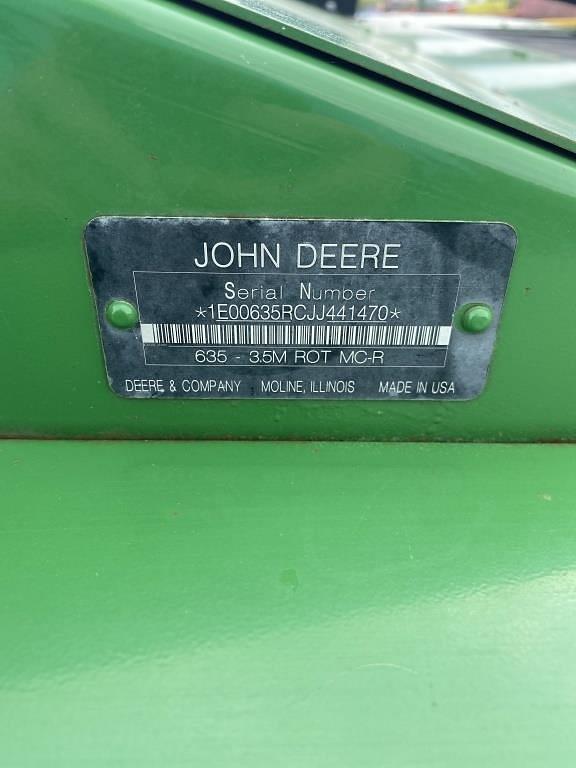 JOHN DEERE
Serial Number
*1E00635RCJJ441470*
635 - 3.5M ROT MC-R
DEERE & COMPANY MOLINE, ILLINOIS MADE IN USA